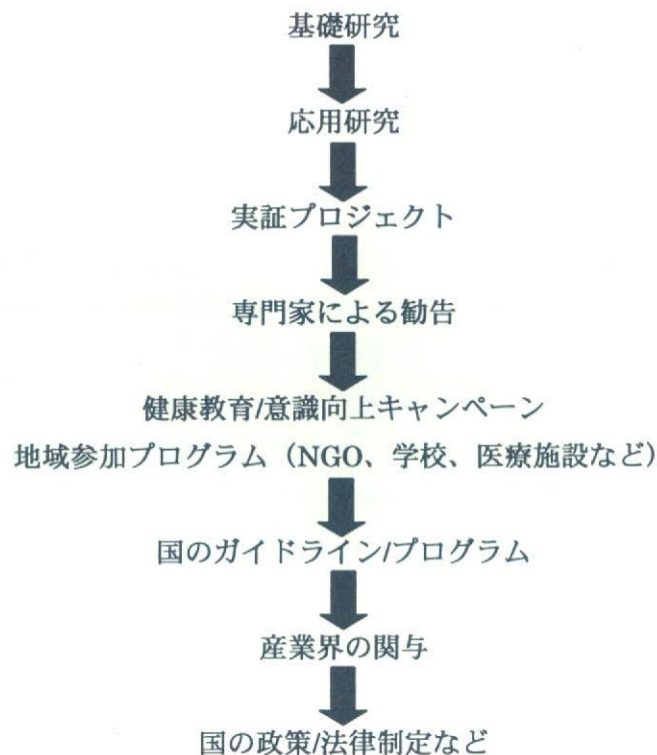 基礎研究
応用研究
実証プロジェクト
専門家による勧告
健康教育/意識向上キャンペーン
地域参加プログラム（NGO、学校、医療施設など）
国のガイドライン/プログラム
産業界の関与
国の政策/法律制定など